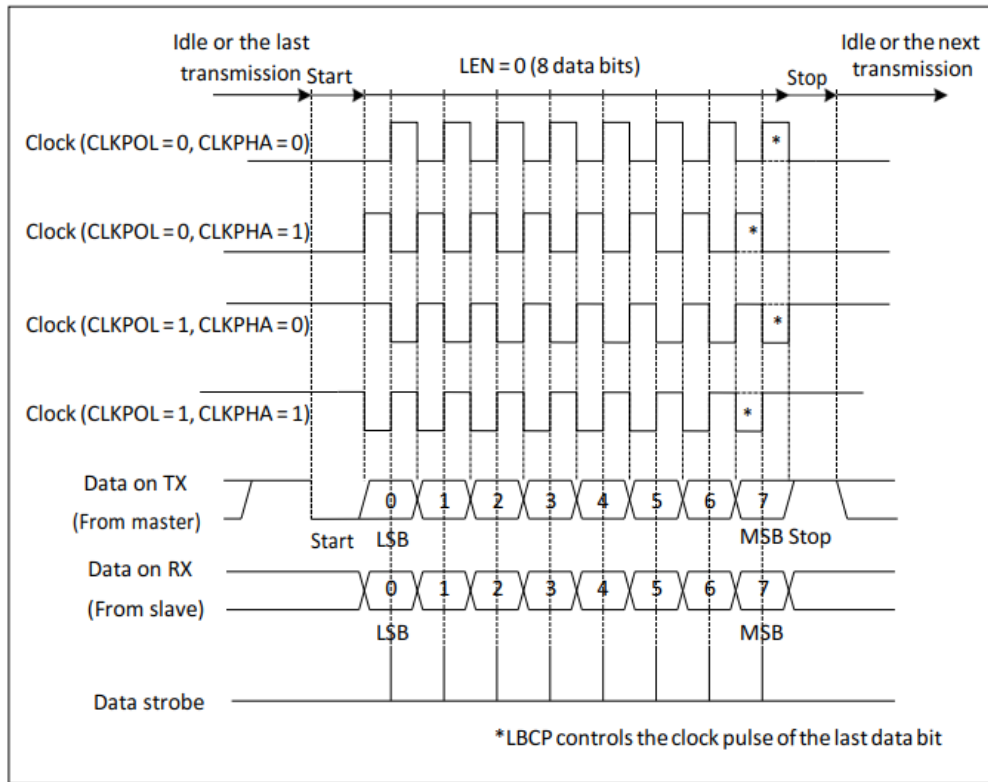 Idle or the last
transmission
Start
LEN = 0 (8 data bits)
Stop
Idle or the next
transmission
Clock (CLKPOL = 0, CLKPHA = 0)
*
Clock (CLKPOL = 0, CLKPHA = 1)
*
Clock (CLKPOL = 1, CLKPHA = 0)
*
Clock (CLKPOL = 1, CLKPHA = 1)
*
Data on TX
(From master)
0 1 2 3 4 5 6 7
Start LSB MSB Stop
Data on RX
(From slave)
0 1 2 3 4 5 6 7
LSB MSB
Data strobe
*LBCP controls the clock pulse of the last data bit